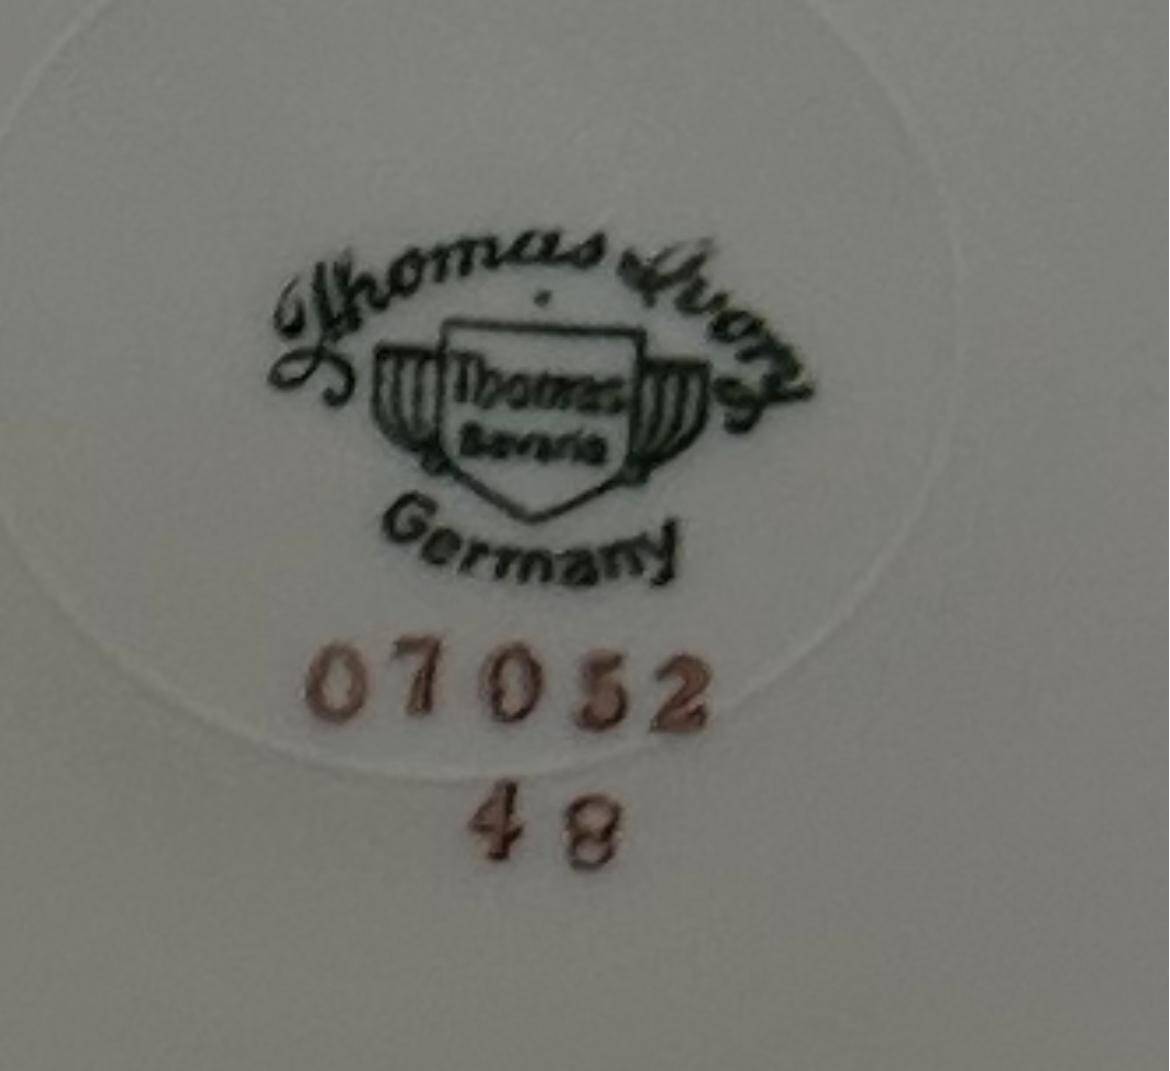 Thomas Ivory
Thomas
Bavaria
Germany
07052
48